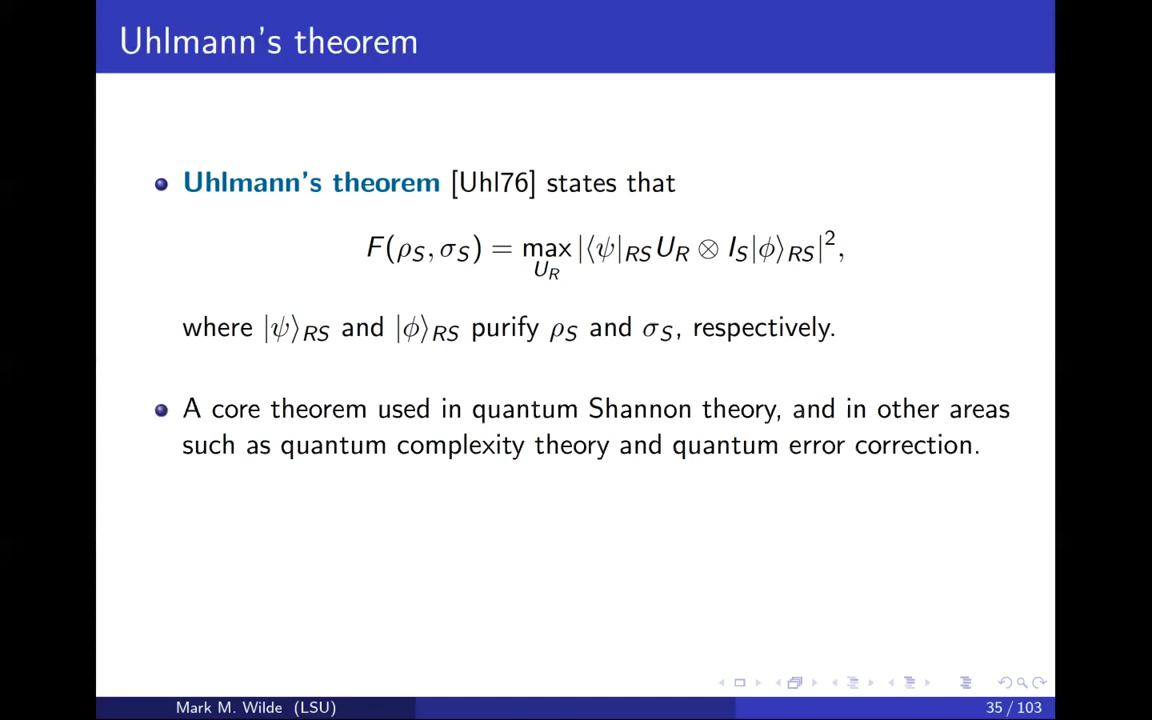 Uhlmann's theorem
Uhlmann's theorem [Uhl76] states that
F(ρ_S, σ_S) = max_{U_R} |⟨ψ|_{RS} U_R ⊗ I_S|ϕ⟩_{RS}|²,
where |ψ⟩_{RS} and |ϕ⟩_{RS} purify ρ_S and σ_S, respectively.
A core theorem used in quantum Shannon theory, and in other areas
such as quantum complexity theory and quantum error correction.
Mark M. Wilde (LSU)
35 / 103